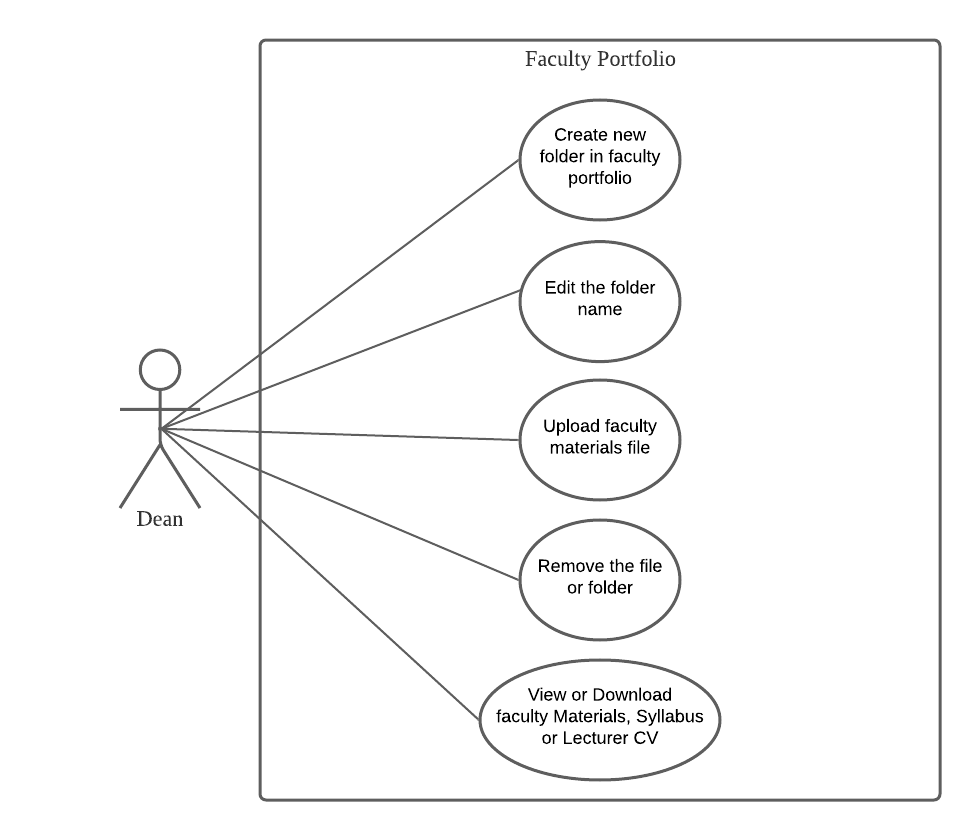 Faculty Portfolio
Create new
folder in faculty
portfolio
Edit the folder
name
Upload faculty
materials file
Remove the file
or folder
Dean
View or Download
faculty Materials, Syllabus
or Lecturer CV